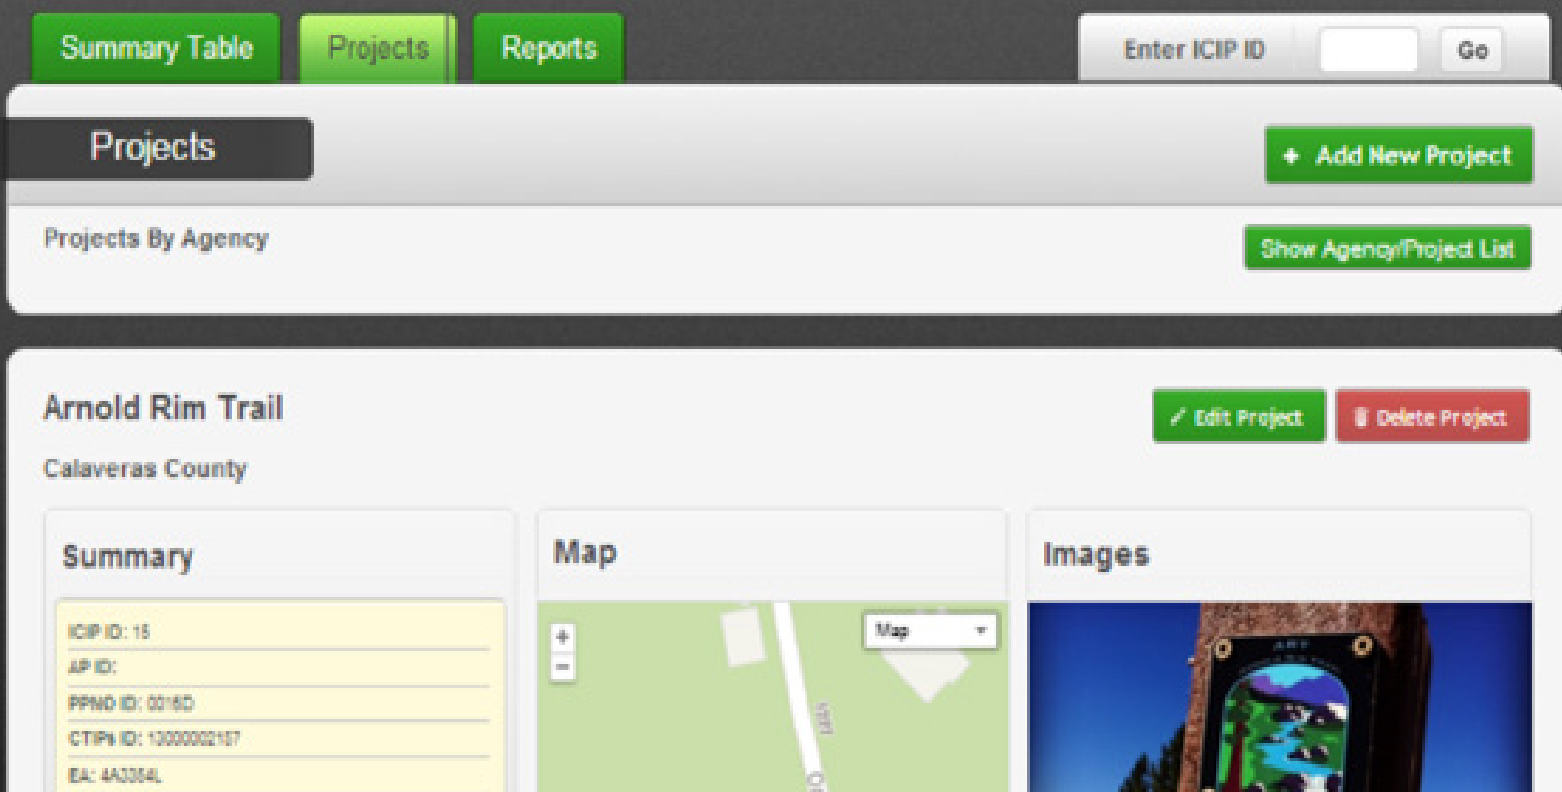 Summary Table
Projects
Reports
Enter ICIP ID
Go
Projects
+ Add New Project
Projects By Agency
Show Agency/Project List
Arnold Rim Trail
Edit Project
Delete Project
Calaveras County
Summary
Map
Images
ICIP ID: 15
Map
AP ID:
PPNO ID: 0016D
CTIPs ID:
EA:
ART